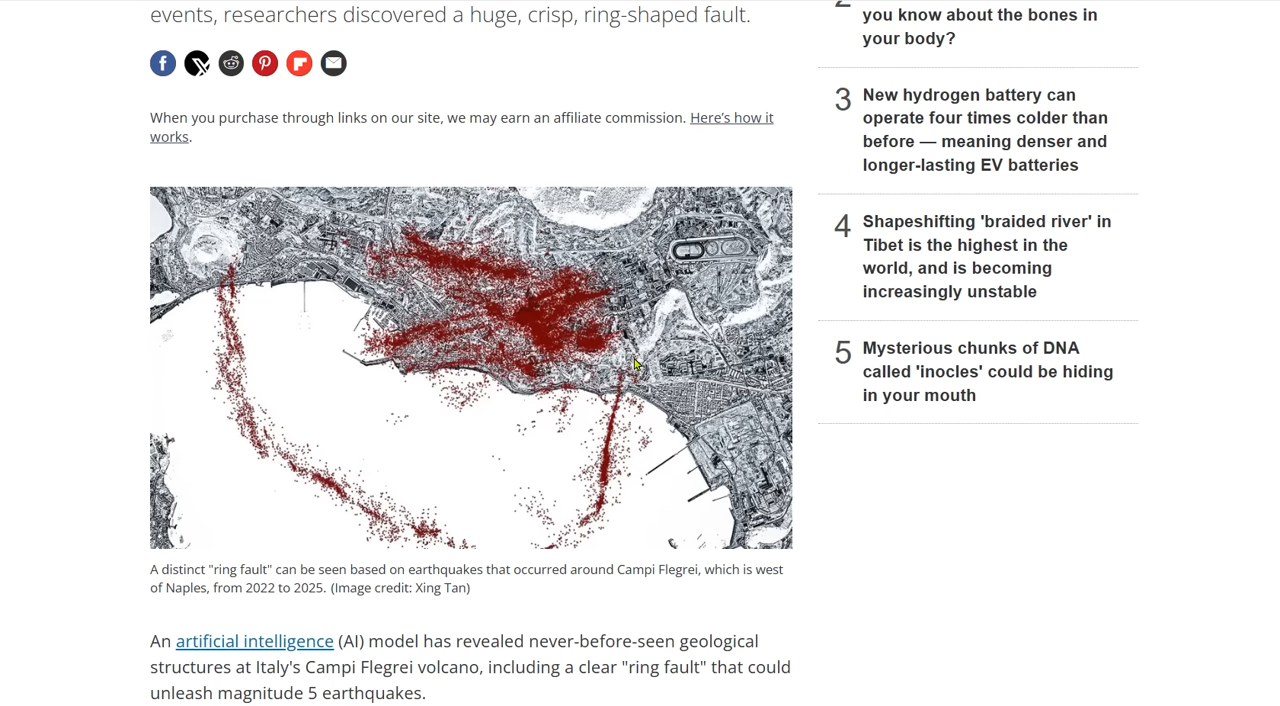 events, researchers discovered a huge, crisp, ring-shaped fault.
When you purchase through links on our site, we may earn an affiliate commission. Here's how it
works.
A distinct "ring fault" can be seen based on earthquakes that occurred around Campi Flegrei, which is west
of Naples, from 2022 to 2025. (Image credit: Xing Tan)
An artificial intelligence (AI) model has revealed never-before-seen geological
structures at Italy's Campi Flegrei volcano, including a clear "ring fault" that could
unleash magnitude 5 earthquakes.
you know about the bones in
your body?
3 New hydrogen battery can
operate four times colder than
before — meaning denser and
longer-lasting EV batteries
4 Shapeshifting 'braided river' in
Tibet is the highest in the
world, and is becoming
increasingly unstable
5 Mysterious chunks of DNA
called 'inocles' could be hiding
in your mouth